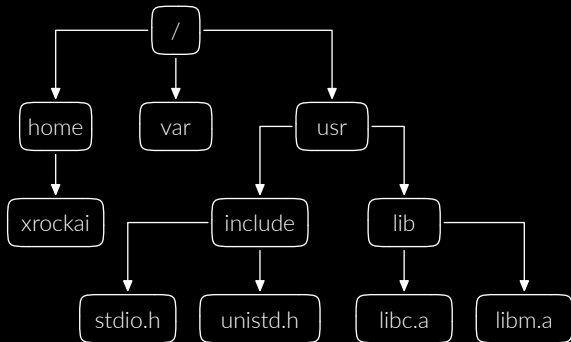 /
home
var
usr
xrockai
include
lib
stdio.h
unistd.h
libc.a
libm.a